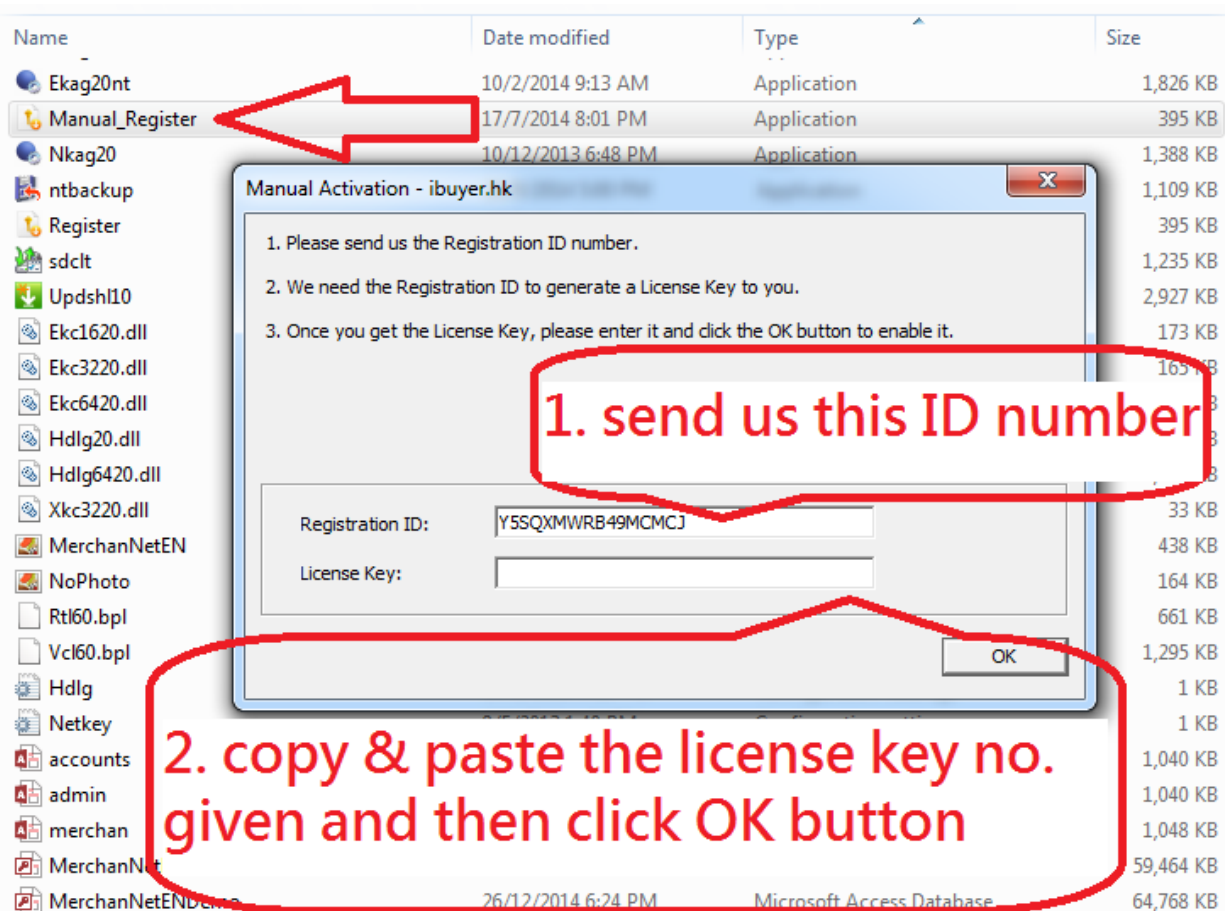 Name Date modified Type Size
Ekag20nt 10/2/2014 9:13 AM Application 1,826 KB
Manual_Register 17/7/2014 8:01 PM Application 395 KB
Nkag20 10/12/2013 6:48 PM Application 1,388 KB
ntbackup 1,109 KB
Register 395 KB
sdclt 1,235 KB
Updshl10 2,927 KB
Ekc1620.dll 173 KB
Ekc3220.dll 165 KB
Ekc6420.dll
Hdlg20.dll
Hdlg6420.dll
Xkc3220.dll 33 KB
MerchanNetEN 438 KB
NoPhoto 164 KB
Rtl60.bpl 661 KB
Vcl60.bpl 1,295 KB
Hdlg 1 KB
Netkey 1 KB
accounts 1,040 KB
admin 1,040 KB
merchan 1,048 KB
MerchanNet 59,464 KB
MerchanNetENDemo 26/12/2014 6:24 PM Microsoft Access Database 64,768 KB
Manual Activation - ibuyer.hk
1. Please send us the Registration ID number.
2. We need the Registration ID to generate a License Key to you.
3. Once you get the License Key, please enter it and click the OK button to enable it.
1. send us this ID number
Registration ID: Y5SQXMWRB49MCMCJ
License Key:
OK
2. copy & paste the license key no.
given and then click OK button